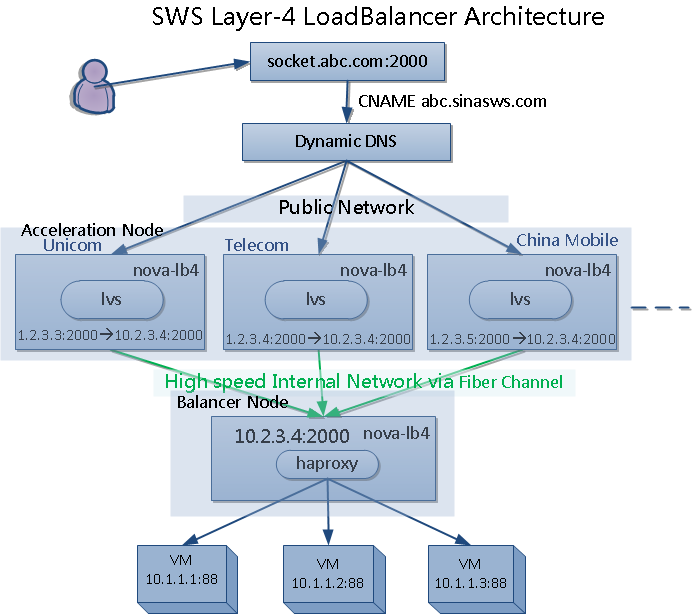 SWS Layer-4 LoadBalancer Architecture
socket.abc.com:2000
CNAME abc.sinasws.com
Dynamic DNS
Public Network
Acceleration Node
Unicom
Telecom
China Mobile
nova-lb4
nova-lb4
nova-lb4
lvs
lvs
lvs
1.2.3.3:2000→10.2.3.4:2000
1.2.3.4:2000→10.2.3.4:2000
1.2.3.5:2000→10.2.3.4:2000
High speed Internal Network via Fiber Channel
Balancer Node
10.2.3.4:2000 nova-lb4
haproxy
VM
10.1.1.1:88
VM
10.1.1.2:88
VM
10.1.1.3:88